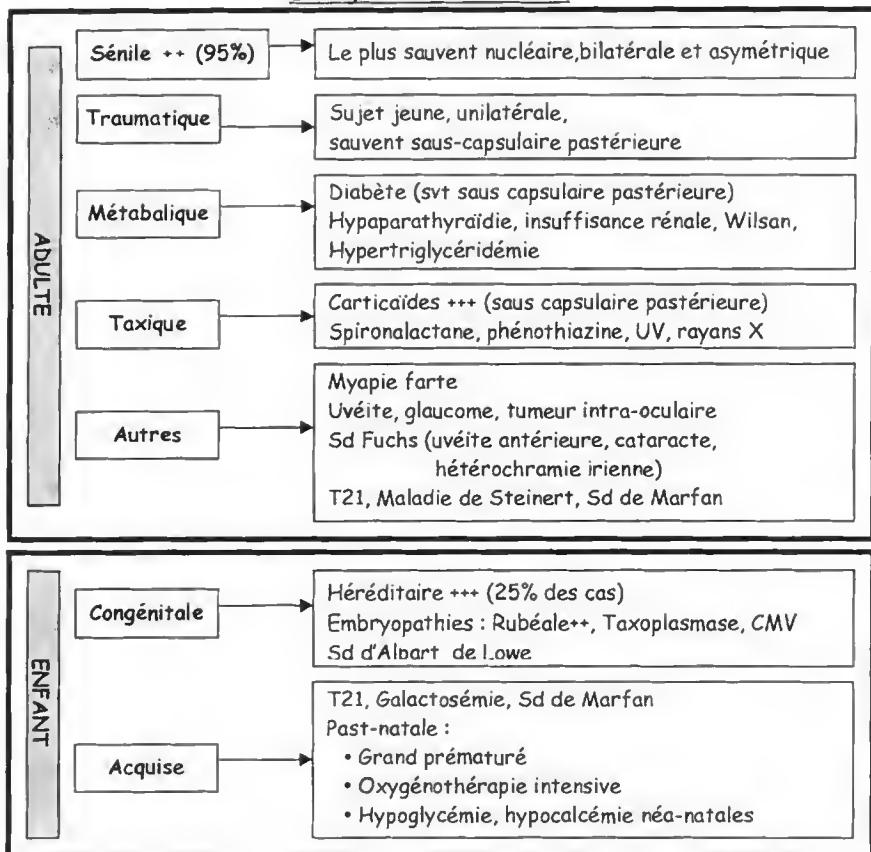 ADULTE
Sénile ++ (95%)
Le plus sauvent nucléaire,bilatérale et asymétrique
Traumatique
Sujet jeune, unilatérale,
sauvent saus-capsulaire pastérieure
Métabalique
Diabète (svt saus capsulaire pastérieure)
Hypaparathyraïdie, insuffisance rénale, Wilsan,
Hypertriglycéridémie
Taxique
Carticaïdes +++ (saus capsulaire pastérieure)
Spiranalactane, phénothiazine, UV, rayans X
Autres
Myapie farte
Uvéite, glaucome, tumeur intra-oculaire
Sd Fuchs (uvéite antérieure, cataracte,
hétérochramie irienne)
T21, Maladie de Steinert, Sd de Marfan
ENFANT
Congénitale
Héréditaire +++ (25% des cas)
Embryopathies : Rubéale++, Taxoplasmase, CMV
Sd d'Albart de Lowe
Acquise
T21, Galactosémie, Sd de Marfan
Past-natale :
• Grand prématuré
• Oxygénothérapie intensive
• Hypoglycémie, hypocalcémie néa-natales